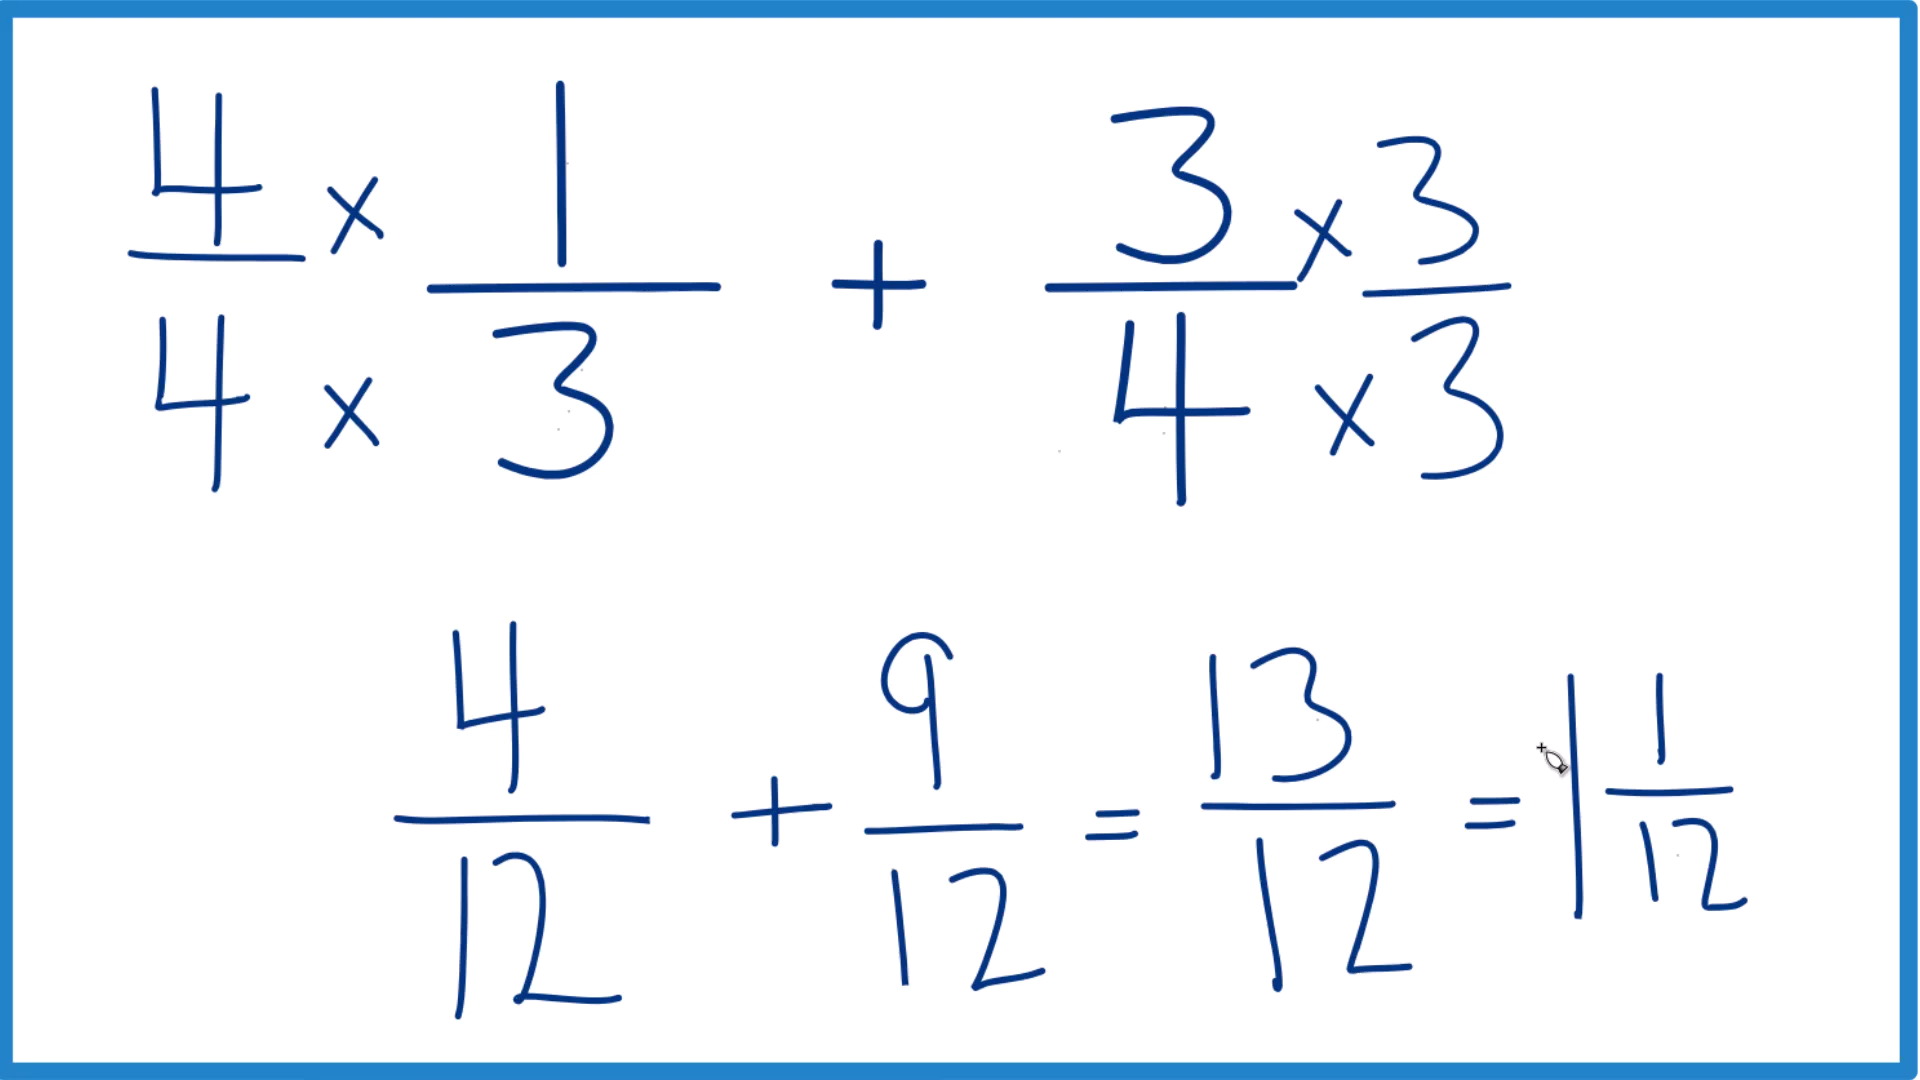 4/4 × 1/3 + 3/4 × 3/3
4/12 + 9/12 = 13/12 = 1 1/12